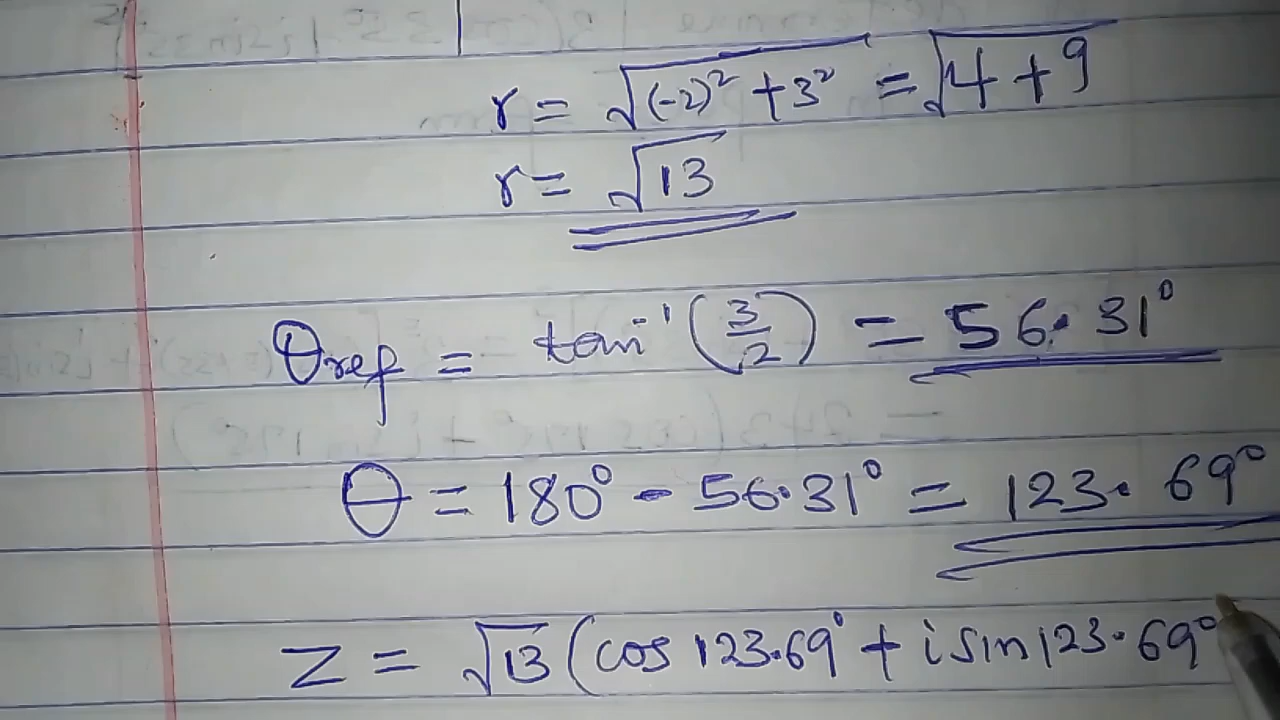 r = √(-2)² + 3² = √4 + 9
r = √13
θref = tan⁻¹(3/2) = 56.31°
θ = 180° - 56.31° = 123.69°
z = √13 (cos 123.69° + i sin 123.69°